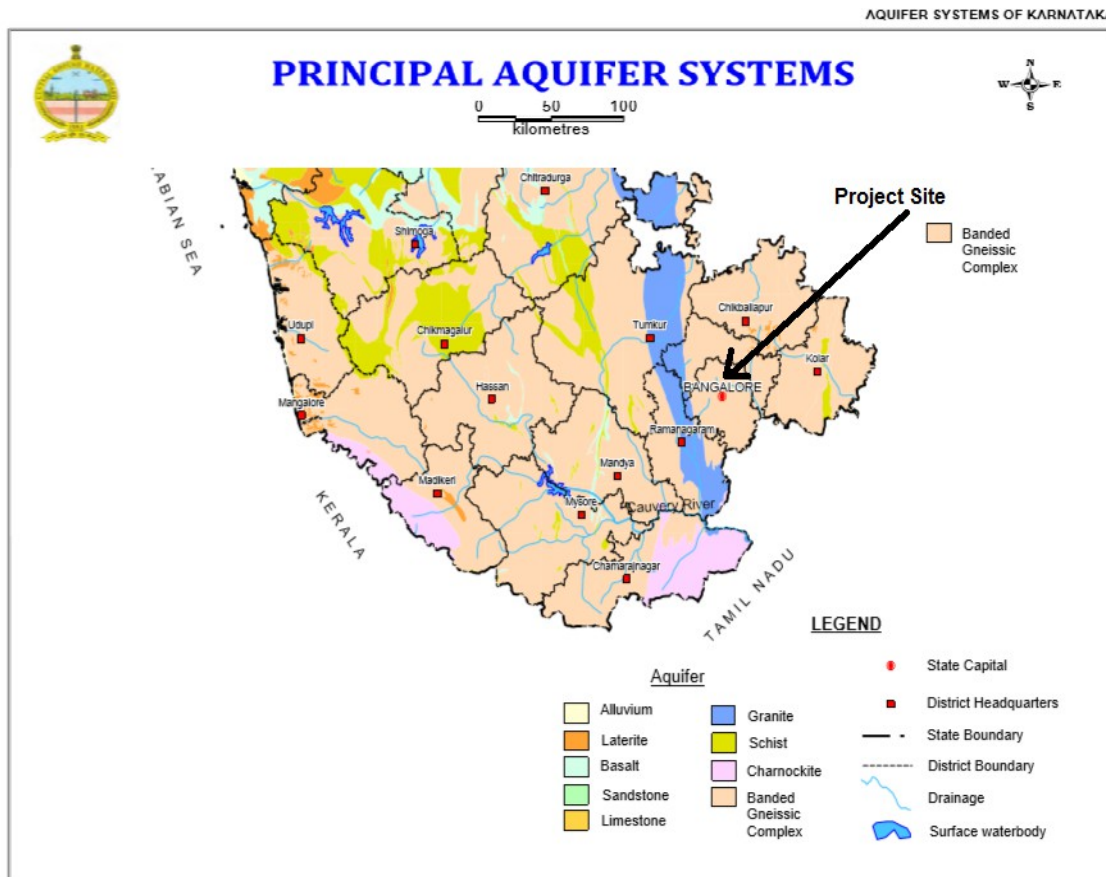 AQUIFER SYSTEMS OF KARNATAKA
PRINCIPAL AQUIFER SYSTEMS
N
W E
S
0 50 100
kilometres
ABIAN SEA
Chitradurga
Project Site
Banded
Gneissic
Complex
Shimoga
Chikballapur
Udupi
Chikmagalur
Tumkur
Kolar
Hassan
BANGALORE
Mangalore
Ramanagaram
Madikeri
Mandya
KERALA
Mysore
Cauvery River
Chamarajnagar
TAMIL NADU
LEGEND
Aquifer
Alluvium
Laterite
Basalt
Sandstone
Limestone
Granite
Schist
Charnockite
Banded
Gneissic
Complex
State Capital
District Headquarters
State Boundary
District Boundary
Drainage
Surface waterbody